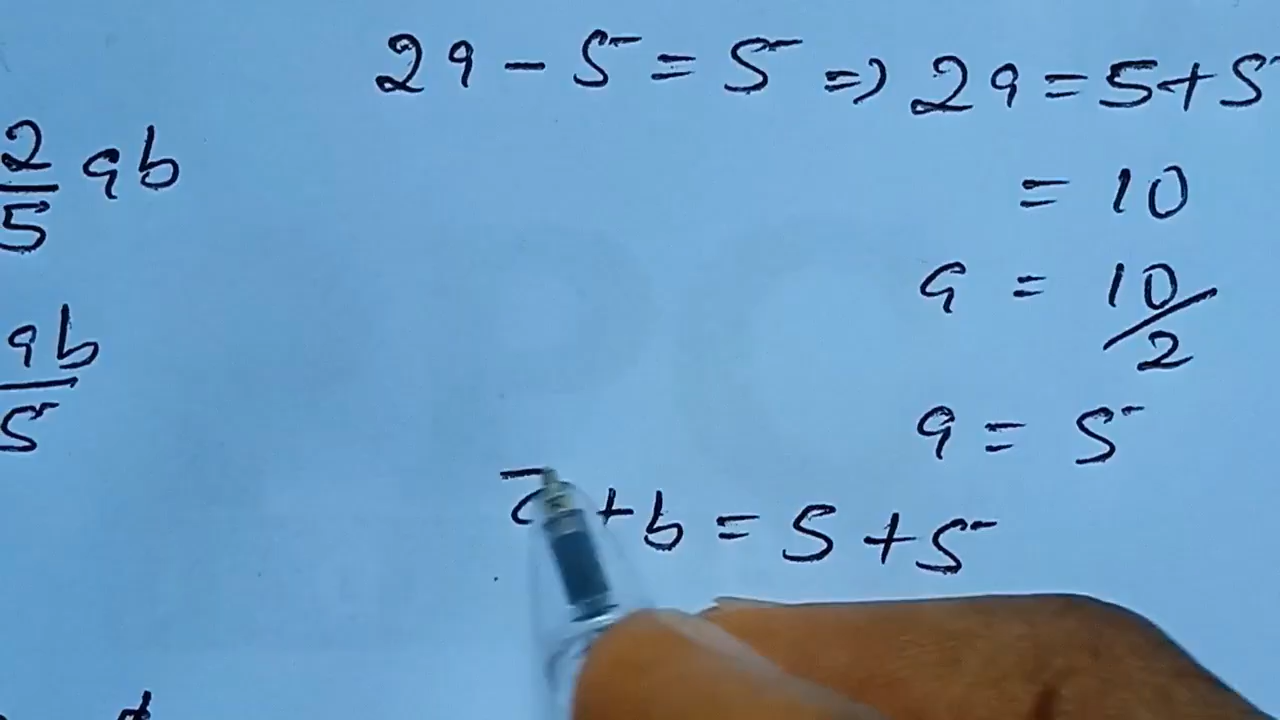 2a - 5 = 5 ⇒ 2a = 5 + 5
2/5 ab
= 10
a = 10/2
ab/5
a = 5
+ b = 5 + 5